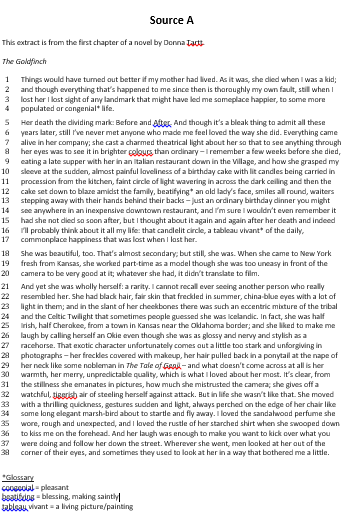 Source A
This extract is from the first chapter of a novel by Donna Tartt.
The Goldfinch
1 Things would have turned out better if my mother had lived. As it was, she died when I was a kid;
2 and though everything that's happened to me since then is thoroughly my own fault, still when I
3 lost her I lost sight of any landmark that might have led me someplace happier, to some more
4 populated or congenial* life.
5 Her death the dividing mark: Before and After. And though it's a bleak thing to admit all these
6 years later, still I've never met anyone who made me feel loved the way she did. Everything came
7 alive in her company; she cast a charmed theatrical light about her so that to see anything through
8 her eyes was to see it in brighter colours than ordinary – I remember a few weeks before she died,
9 eating a late supper with her in an Italian restaurant down in the Village, and how she grasped my
10 sleeve at the sudden, almost painful loveliness of a birthday cake with lit candles being carried in
11 procession from the kitchen, faint circle of light wavering in across the dark ceiling and then the
12 cake set down to blaze amidst the family, beatifying* an old lady's face, smiles all round, waiters
13 stepping away with their hands behind their backs – just an ordinary birthday dinner you might
14 see anywhere in an inexpensive downtown restaurant, and I'm sure I wouldn't even remember it
15 had she not died so soon after, but I thought about it again and again after her death and indeed
16 I'll probably think about it all my life: that candlelit circle, a tableau vivant* of the daily,
17 commonplace happiness that was lost when I lost her.
18 She was beautiful, too. That's almost secondary; but still, she was. When she came to New York
19 fresh from Kansas, she worked part-time as a model though she was too uneasy in front of the
20 camera to be very good at it; whatever she had, it didn't translate to film.
21 And yet she was wholly herself: a rarity. I cannot recall ever seeing another person who really
22 resembled her. She had black hair, fair skin that freckled in summer, china-blue eyes with a lot of
23 light in them; and in the slant of her cheekbones there was such an eccentric mixture of the tribal
24 and the Celtic Twilight that sometimes people guessed she was Icelandic. In fact, she was half
25 Irish, half Cherokee, from a town in Kansas near the Oklahoma border; and she liked to make me
26 laugh by calling herself an Okie even though she was as glossy and nervy and stylish as a
27 racehorse. That exotic character unfortunately comes out a little too stark and unforgiving in
28 photographs – her freckles covered with makeup, her hair pulled back in a ponytail at the nape of
29 her neck like some nobleman in The Tale of Genji – and what doesn't come across at all is her
30 warmth, her merry, unpredictable quality, which is what I loved about her most. It's clear, from
31 the stillness she emanates in pictures, how much she mistrusted the camera; she gives off a
32 watchful, tigerish air of steeling herself against attack. But in life she wasn't like that. She moved
33 with a thrilling quickness, gestures sudden and light, always perched on the edge of her chair like
34 some long elegant marsh-bird about to startle and fly away. I loved the sandalwood perfume she
35 wore, rough and unexpected, and I loved the rustle of her starched shirt when she swooped down
36 to kiss me on the forehead. And her laugh was enough to make you want to kick over what you
37 were doing and follow her down the street. Wherever she went, men looked at her out of the
38 corner of their eyes, and sometimes they used to look at her in a way that bothered me a little.
*Glossary
congenial = pleasant
beatifying = blessing, making saintly
tableau vivant = a living picture/painting